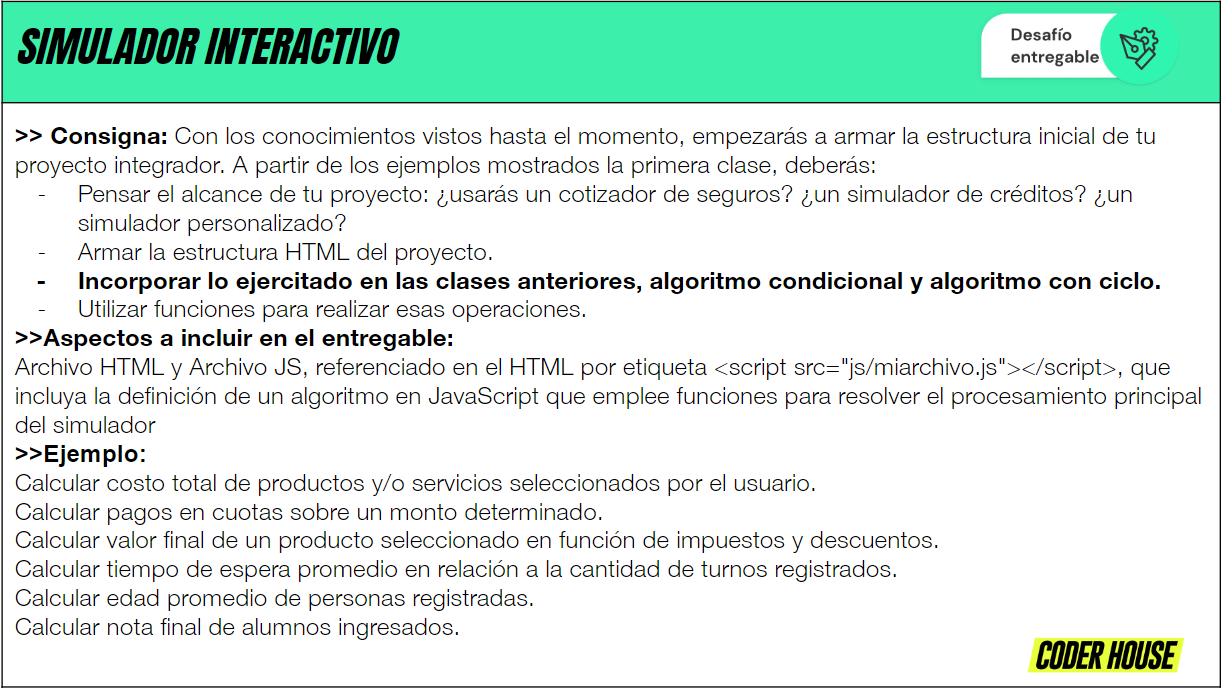 SIMULADOR INTERACTIVO
Desafío
entregable
>> Consigna: Con los conocimientos vistos hasta el momento, empezarás a armar la estructura inicial de tu
proyecto integrador. A partir de los ejemplos mostrados la primera clase, deberás:
- Pensar el alcance de tu proyecto: ¿usarás un cotizador de seguros? ¿un simulador de créditos? ¿un
simulador personalizado?
- Armar la estructura HTML del proyecto.
- Incorporar lo ejercitado en las clases anteriores, algoritmo condicional y algoritmo con ciclo.
- Utilizar funciones para realizar esas operaciones.
>>Aspectos a incluir en el entregable:
Archivo HTML y Archivo JS, referenciado en el HTML por etiqueta <script src="js/miarchivo.js"></script>, que
incluya la definición de un algoritmo en JavaScript que emplee funciones para resolver el procesamiento principal
del simulador
>>Ejemplo:
Calcular costo total de productos y/o servicios seleccionados por el usuario.
Calcular pagos en cuotas sobre un monto determinado.
Calcular valor final de un producto seleccionado en función de impuestos y descuentos.
Calcular tiempo de espera promedio en relación a la cantidad de turnos registrados.
Calcular edad promedio de personas registradas.
Calcular nota final de alumnos ingresados.
CODER HOUSE